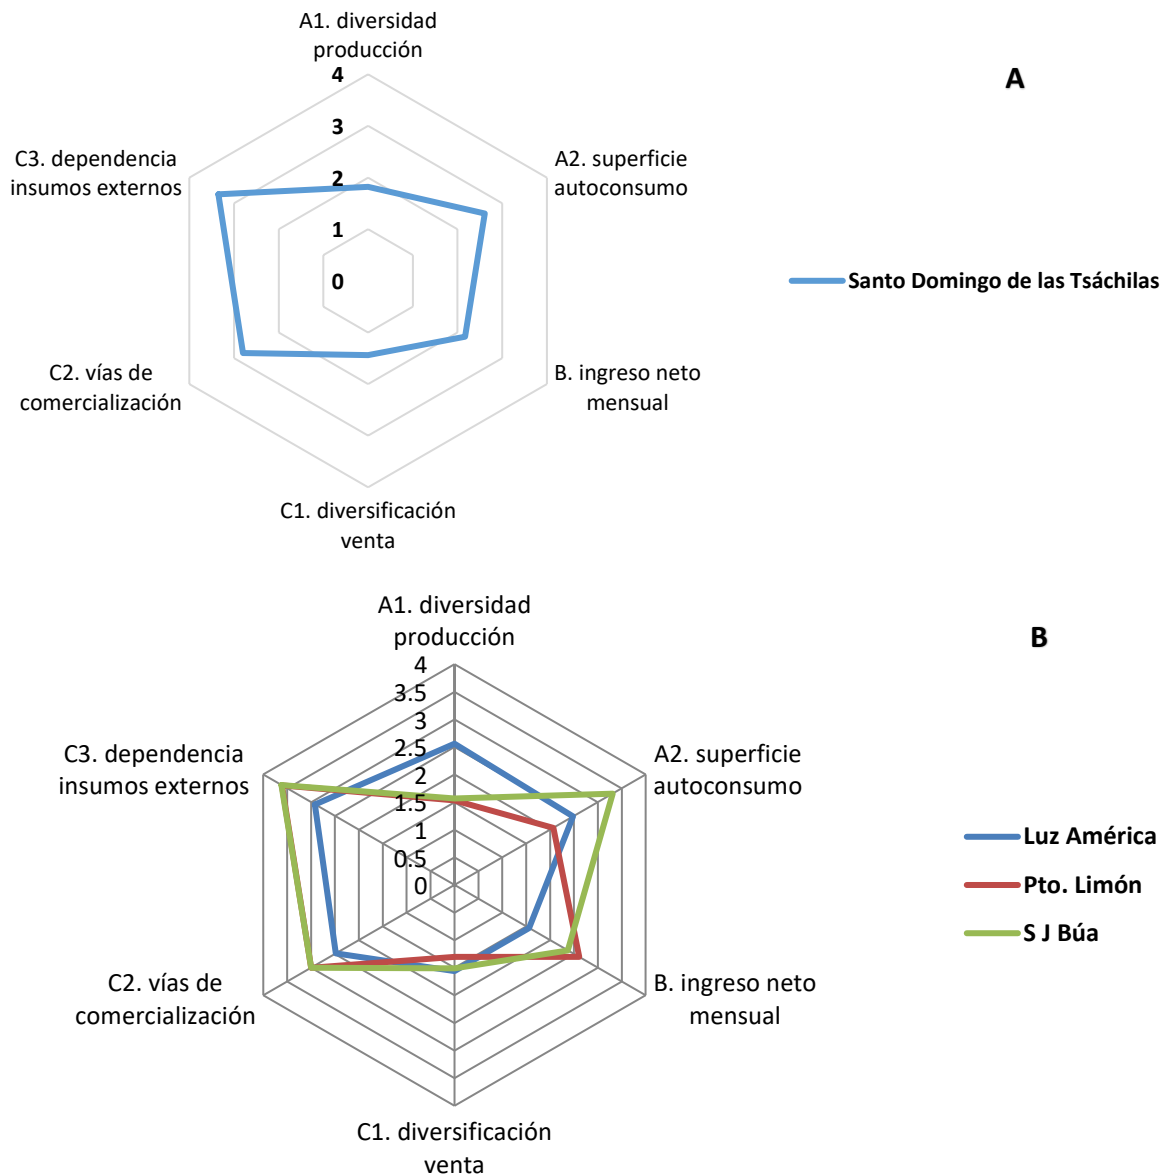 A1. diversidad
producción
A
4
3
2
1
0
C3. dependencia
insumos externos
A2. superficie
autoconsumo
Santo Domingo de las Tsáchilas
C2. vías de
comercialización
B. ingreso neto
mensual
C1. diversificación
venta
A1. diversidad
producción
B
4
3.5
3
2.5
2
1.5
1
0.5
0
C3. dependencia
insumos externos
A2. superficie
autoconsumo
Luz América
Pto. Limón
S J Búa
C2. vías de
comercialización
B. ingreso neto
mensual
C1. diversificación
venta